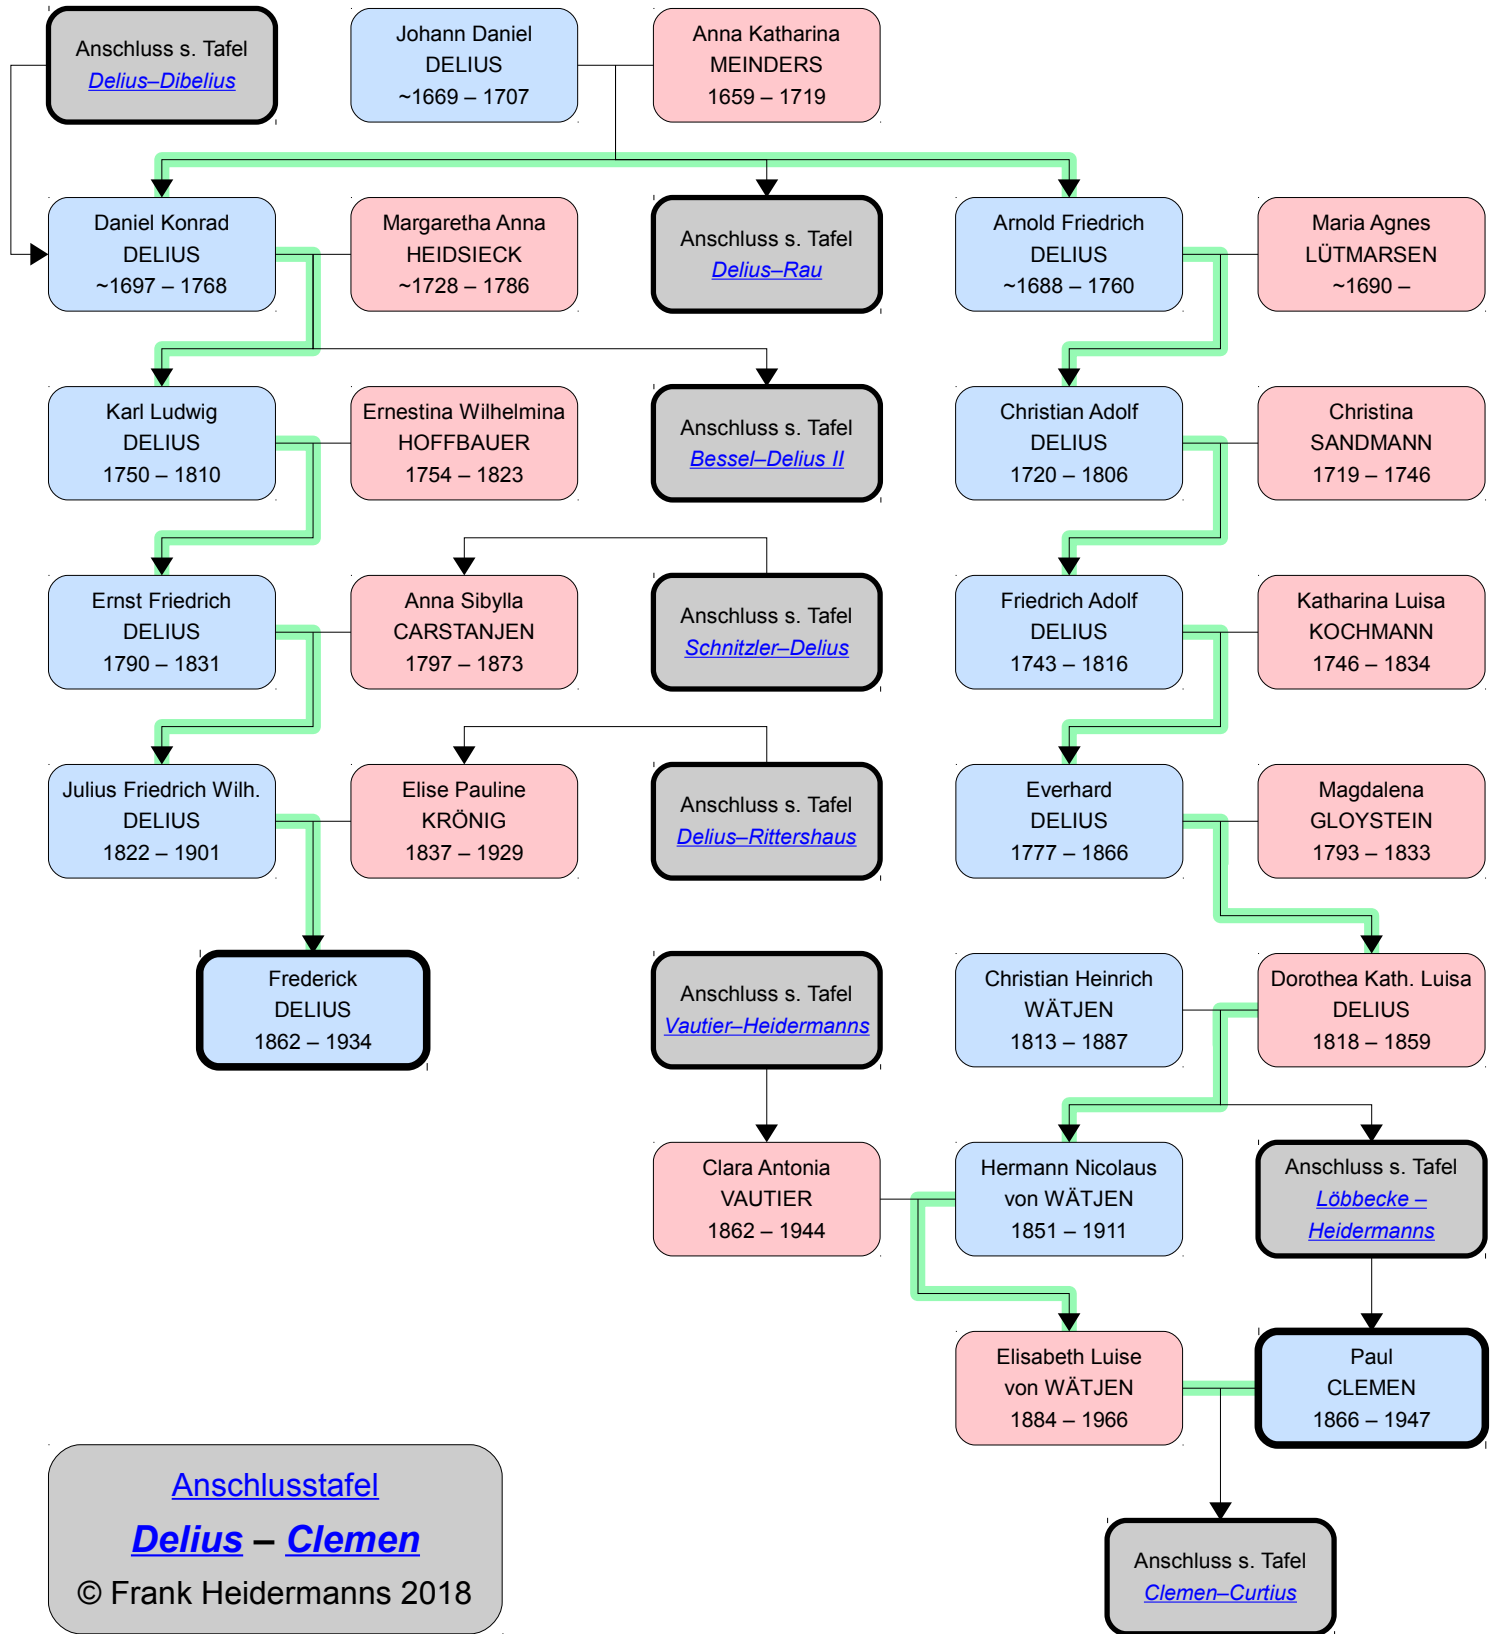 Anschluss s. Tafel
Delius–Dibelius
Johann Daniel
DELIUS
~1669 – 1707
Anna Katharina
MEINDERS
1659 – 1719
Daniel Konrad
DELIUS
~1697 – 1768
Margaretha Anna
HEIDSIECK
~1728 – 1786
Anschluss s. Tafel
Delius–Rau
Arnold Friedrich
DELIUS
~1688 – 1760
Maria Agnes
LÜTMARSEN
~1690 –
Karl Ludwig
DELIUS
1750 – 1810
Ernestina Wilhelmina
HOFFBAUER
1754 – 1823
Anschluss s. Tafel
Bessel–Delius II
Christian Adolf
DELIUS
1720 – 1806
Christina
SANDMANN
1719 – 1746
Ernst Friedrich
DELIUS
1790 – 1831
Anna Sibylla
CARSTANJEN
1797 – 1873
Anschluss s. Tafel
Schnitzler–Delius
Friedrich Adolf
DELIUS
1743 – 1816
Katharina Luisa
KOCHMANN
1746 – 1834
Julius Friedrich Wilh.
DELIUS
1822 – 1901
Elise Pauline
KRÖNIG
1837 – 1929
Anschluss s. Tafel
Delius–Rittershaus
Everhard
DELIUS
1777 – 1866
Magdalena
GLOYSTEIN
1793 – 1833
Frederick
DELIUS
1862 – 1934
Anschluss s. Tafel
Vautier–Heidermanns
Christian Heinrich
WÄTJEN
1813 – 1887
Dorothea Kath. Luisa
DELIUS
1818 – 1859
Clara Antonia
VAUTIER
1862 – 1944
Hermann Nicolaus
von WÄTJEN
1851 – 1911
Anschluss s. Tafel
Löbbecke –
Heidermanns
Elisabeth Luise
von WÄTJEN
1884 – 1966
Paul
CLEMEN
1866 – 1947
Anschlusstafel
Delius – Clemen
© Frank Heidermanns 2018
Anschluss s. Tafel
Clemen–Curtius